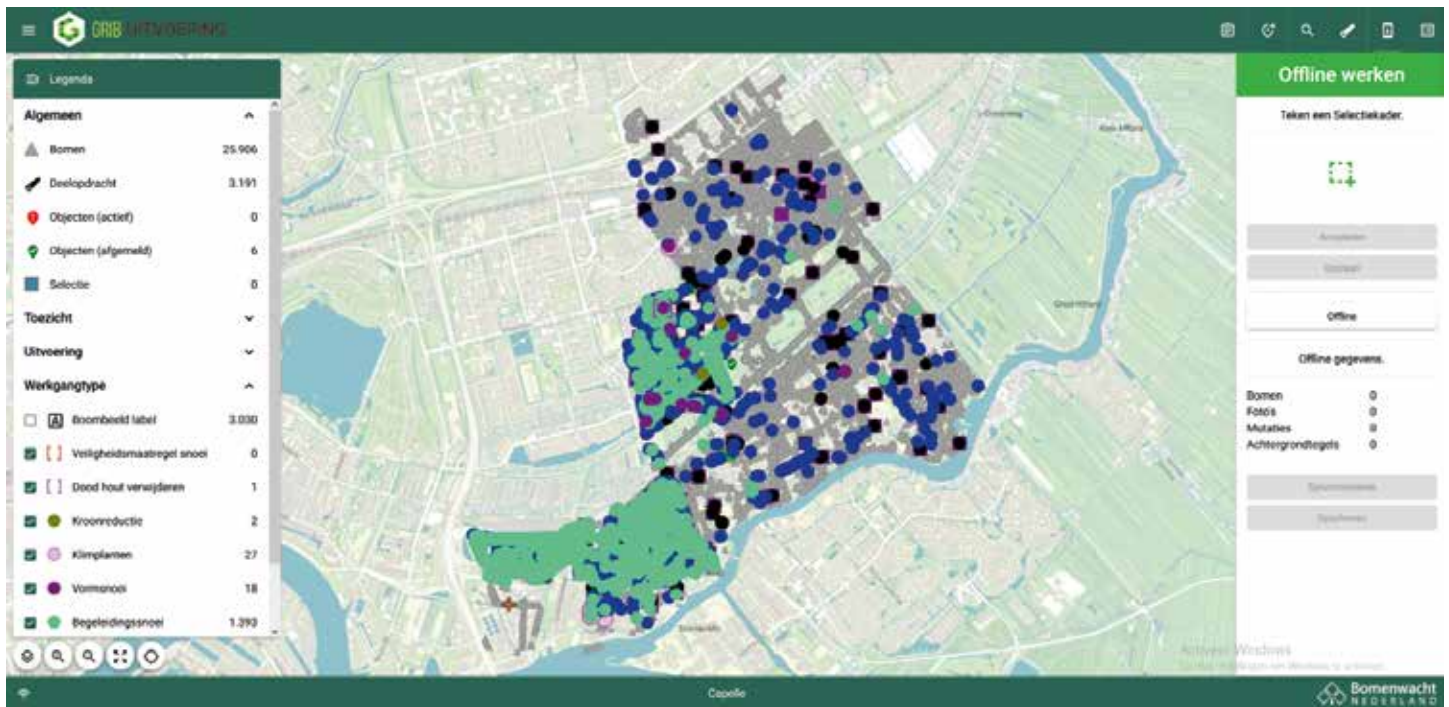 GRIB UITVOERING
Legenda
Offline werken
Algemeen
Teken een Selectiekader.
Bomen 25.906
Deelopdracht 3.191
Objecten (actief) 0
Objecten (afgemeld) 6
Annuleren
Selectie 0
Toezicht
Offline
Uitvoering
Offline gegevens.
Werkgangtype
Bomen 0
Foto's 0
Boombeeld label 3.030
Mutaties 0
Achtergrondtegels 0
Veiligheidsmaatregel snoei 0
Dood hout verwijderen 1
Kroonreductie 2
Klimplanten 27
Vormsnoei 18
Begeleidingssnoei 1.393
Activeer Windows
Capelle
Bomenwacht
NEDERLAND